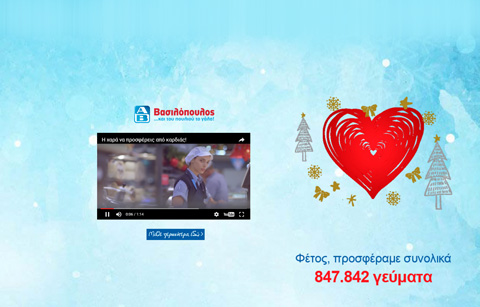 ΑΒ
Βασιλόπουλος
...και του πουλιού το γάλα!
Η χαρά να προσφέρεις από καρδιάς!
0:06 / 1:14
YouTube
Μάθε περισσότερα εδώ >
Φέτος, προσφέραμε συνολικά
847.842 γεύματα